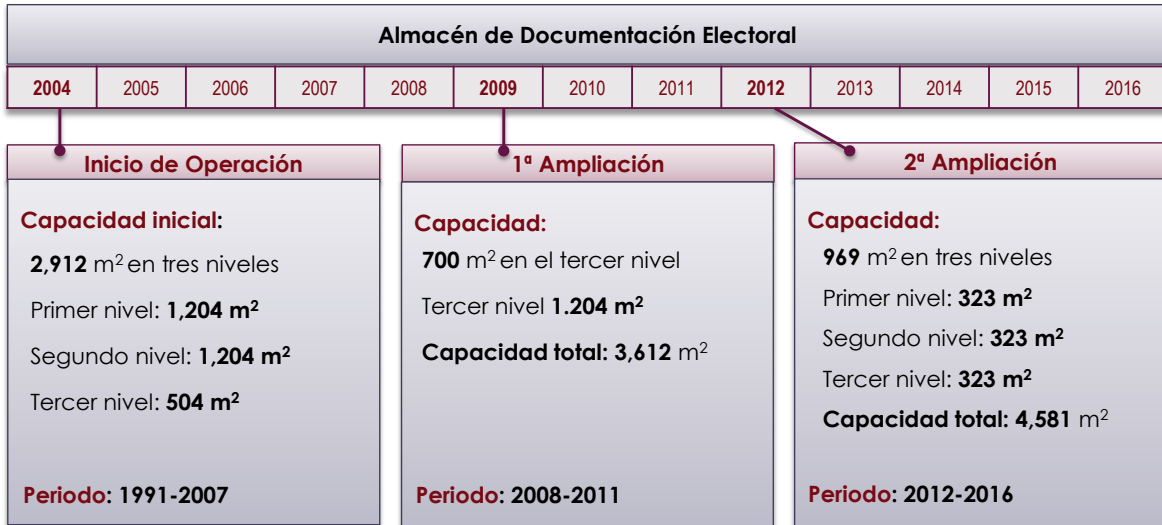 Almacén de Documentación Electoral
2004 2005 2006 2007 2008 2009 2010 2011 2012 2013 2014 2015 2016
Inicio de Operación
Capacidad inicial:
2,912 m² en tres niveles
Primer nivel: 1,204 m²
Segundo nivel: 1,204 m²
Tercer nivel: 504 m²
Periodo: 1991-2007
1ª Ampliación
Capacidad:
700 m² en el tercer nivel
Tercer nivel 1.204 m²
Capacidad total: 3,612 m²
Periodo: 2008-2011
2ª Ampliación
Capacidad:
969 m² en tres niveles
Primer nivel: 323 m²
Segundo nivel: 323 m²
Tercer nivel: 323 m²
Capacidad total: 4,581 m²
Periodo: 2012-2016